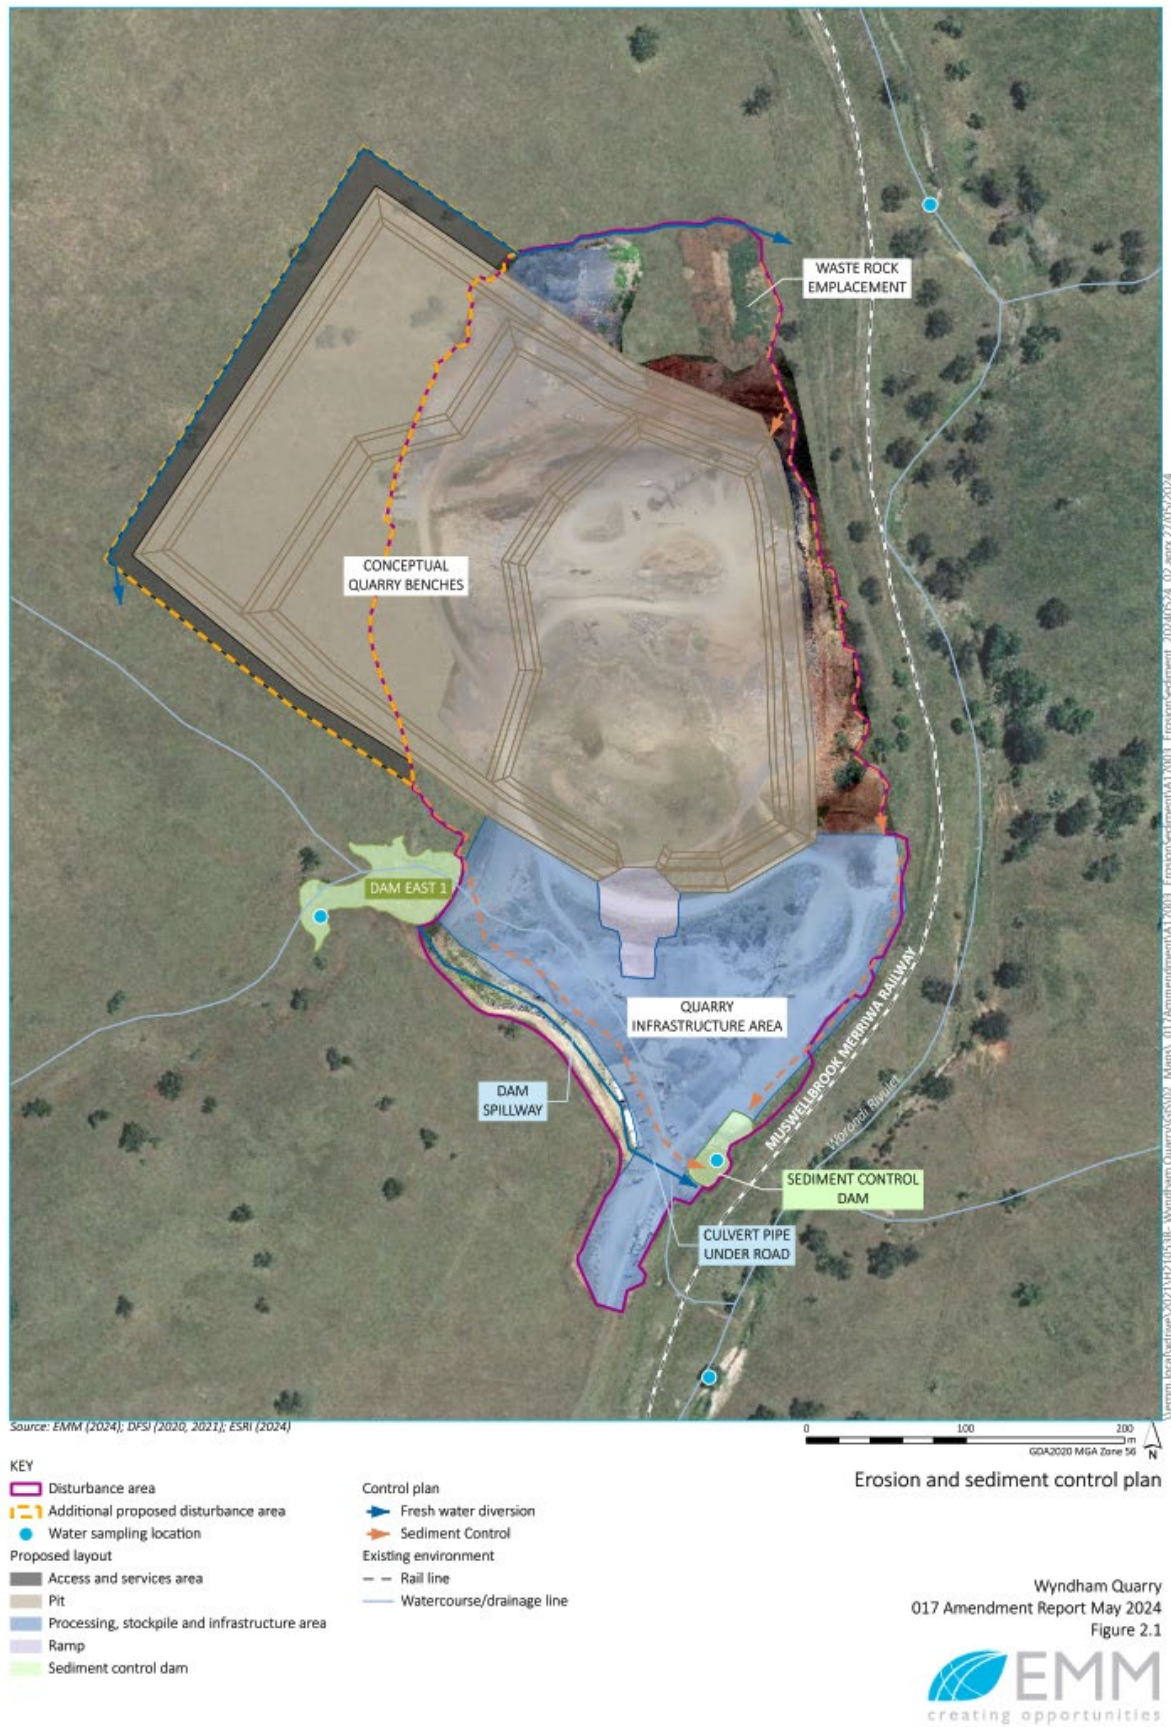 WASTE ROCK
EMPLACEMENT
CONCEPTUAL
QUARRY BENCHES
DAM EAST 1
QUARRY
INFRASTRUCTURE AREA
MUSWELLBROOK MERRIWA RAILWAY
DAM
SPILLWAY
Worondi Rivulet
SEDIMENT CONTROL
DAM
CULVERT PIPE
UNDER ROAD
Source: EMM (2024); DFSI (2020, 2021); ESRI (2024)
0 100 200
m
GDA2020 MGA Zone 56
N
KEY
Disturbance area
Additional proposed disturbance area
Water sampling location
Proposed layout
Access and services area
Pit
Processing, stockpile and infrastructure area
Ramp
Sediment control dam
Control plan
Fresh water diversion
Sediment Control
Existing environment
Rail line
Watercourse/drainage line
Erosion and sediment control plan
Wyndham Quarry
017 Amendment Report May 2024
Figure 2.1
EMM
creating opportunities